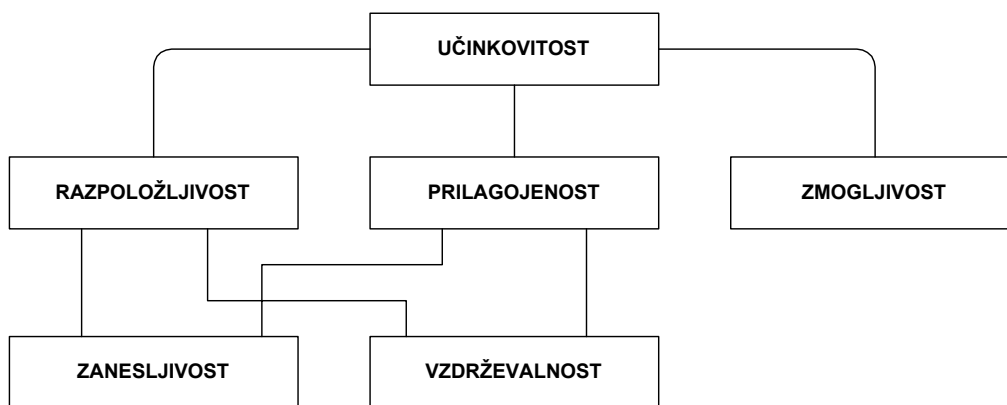 UČINKOVITOST
RAZPOLOŽLJIVOST
PRILAGOJENOST
ZMOGLJIVOST
ZANESLJIVOST
VZDRŽEVALNOST